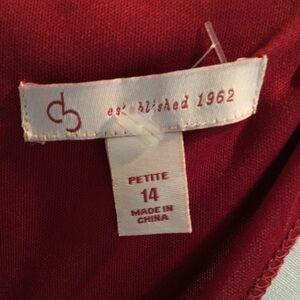 established 1962
PETITE
14
MADE IN
CHINA